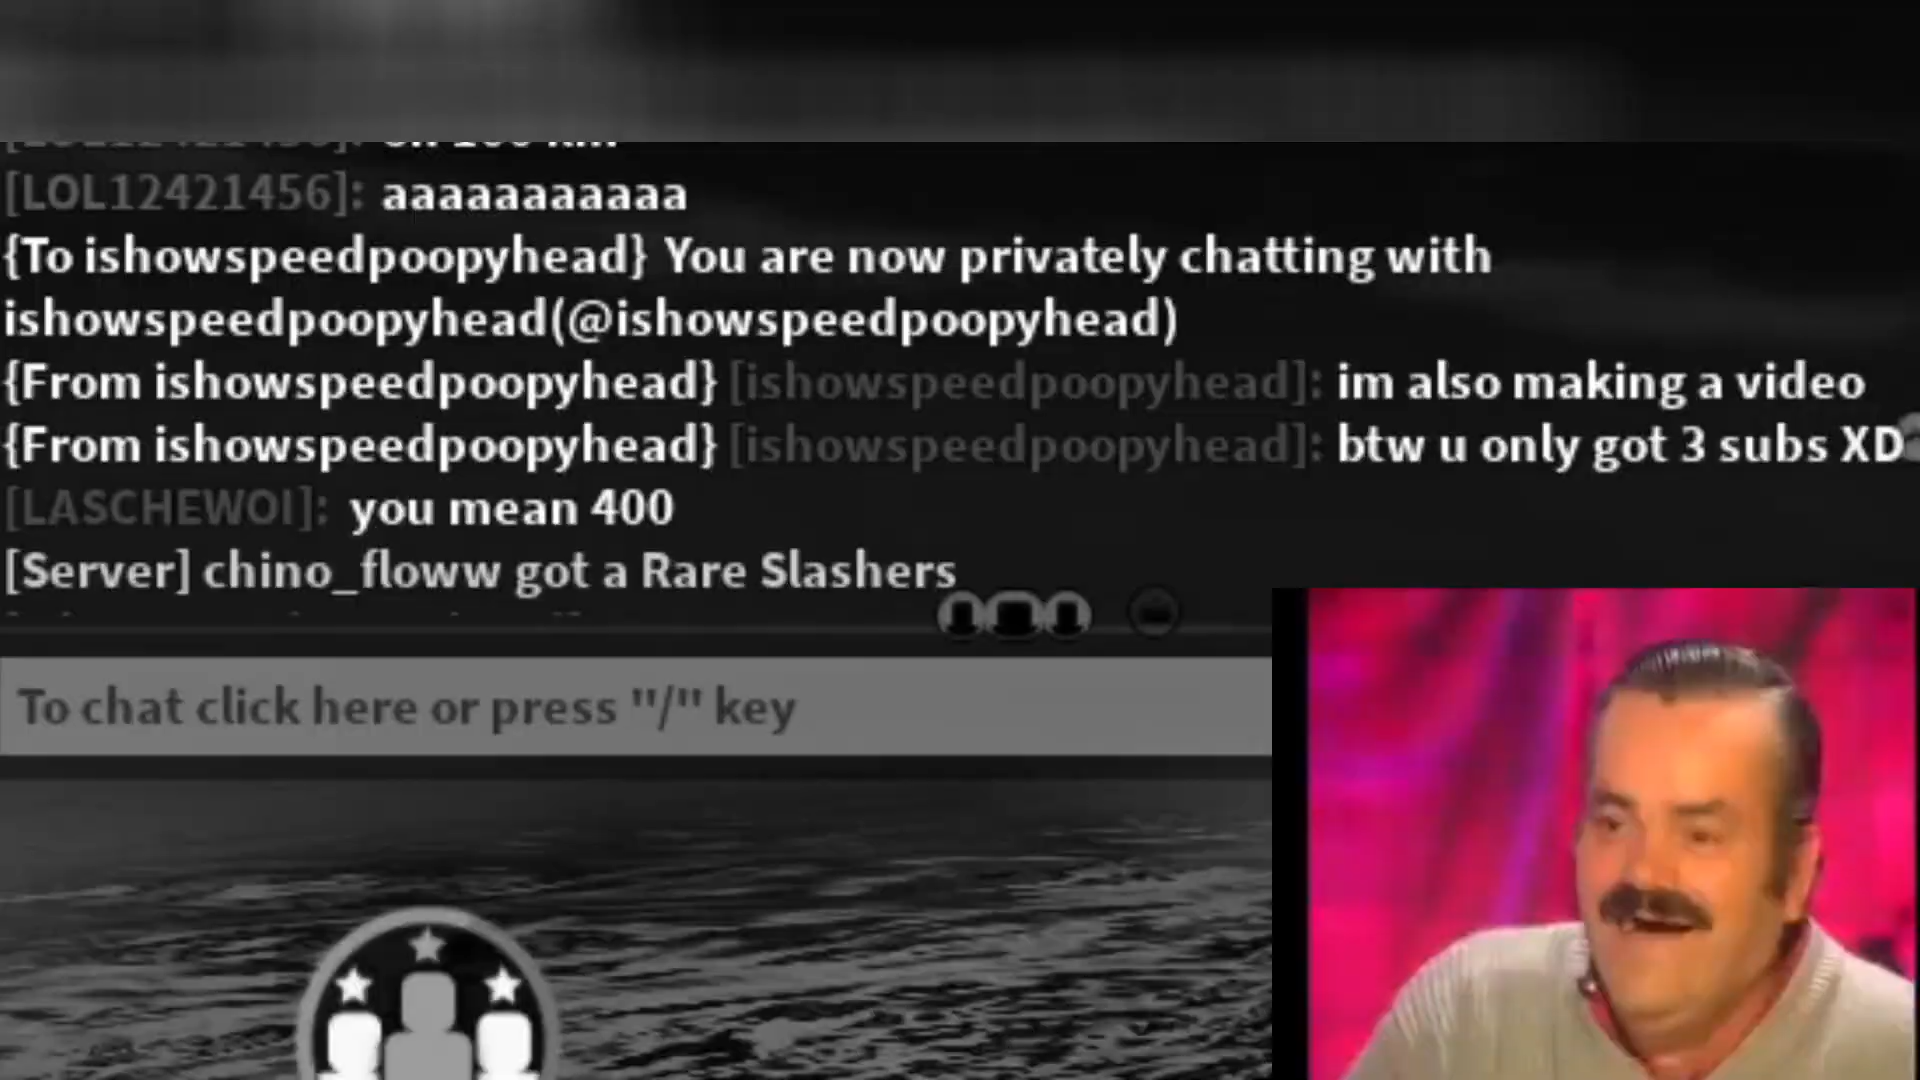 [LOL12421456]: aaaaaaaaaaa
{To ishowspeedpoopyhead} You are now privately chatting with
ishowspeedpoopyhead(@ishowspeedpoopyhead)
{From ishowspeedpoopyhead} [ishowspeedpoopyhead]: im also making a video
{From ishowspeedpoopyhead} [ishowspeedpoopyhead]: btw u only got 3 subs XD
[LASCHEWOI]: you mean 400
[Server] chino_floww got a Rare Slashers
To chat click here or press "/" key